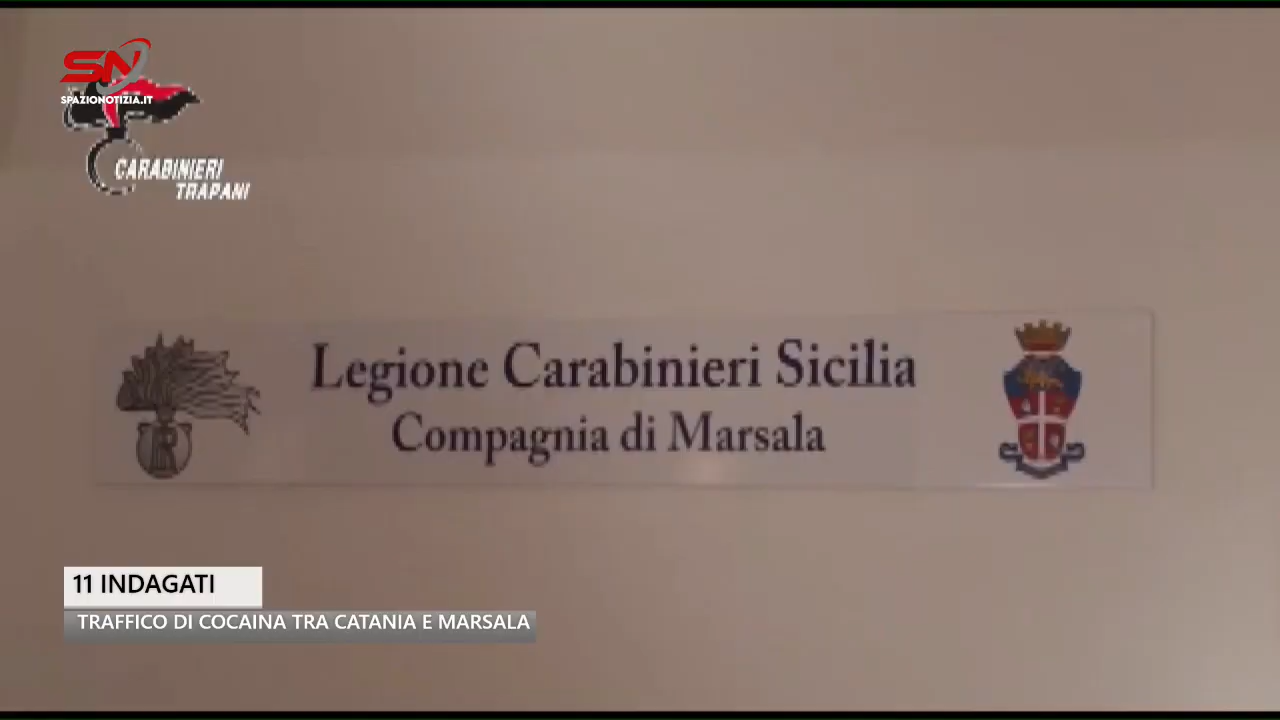 SN
SPAZIONOTIZIA.IT
CARABINIERI
TRAPANI
Legione Carabinieri Sicilia
Compagnia di Marsala
11 INDAGATI
TRAFFICO DI COCAINA TRA CATANIA E MARSALA